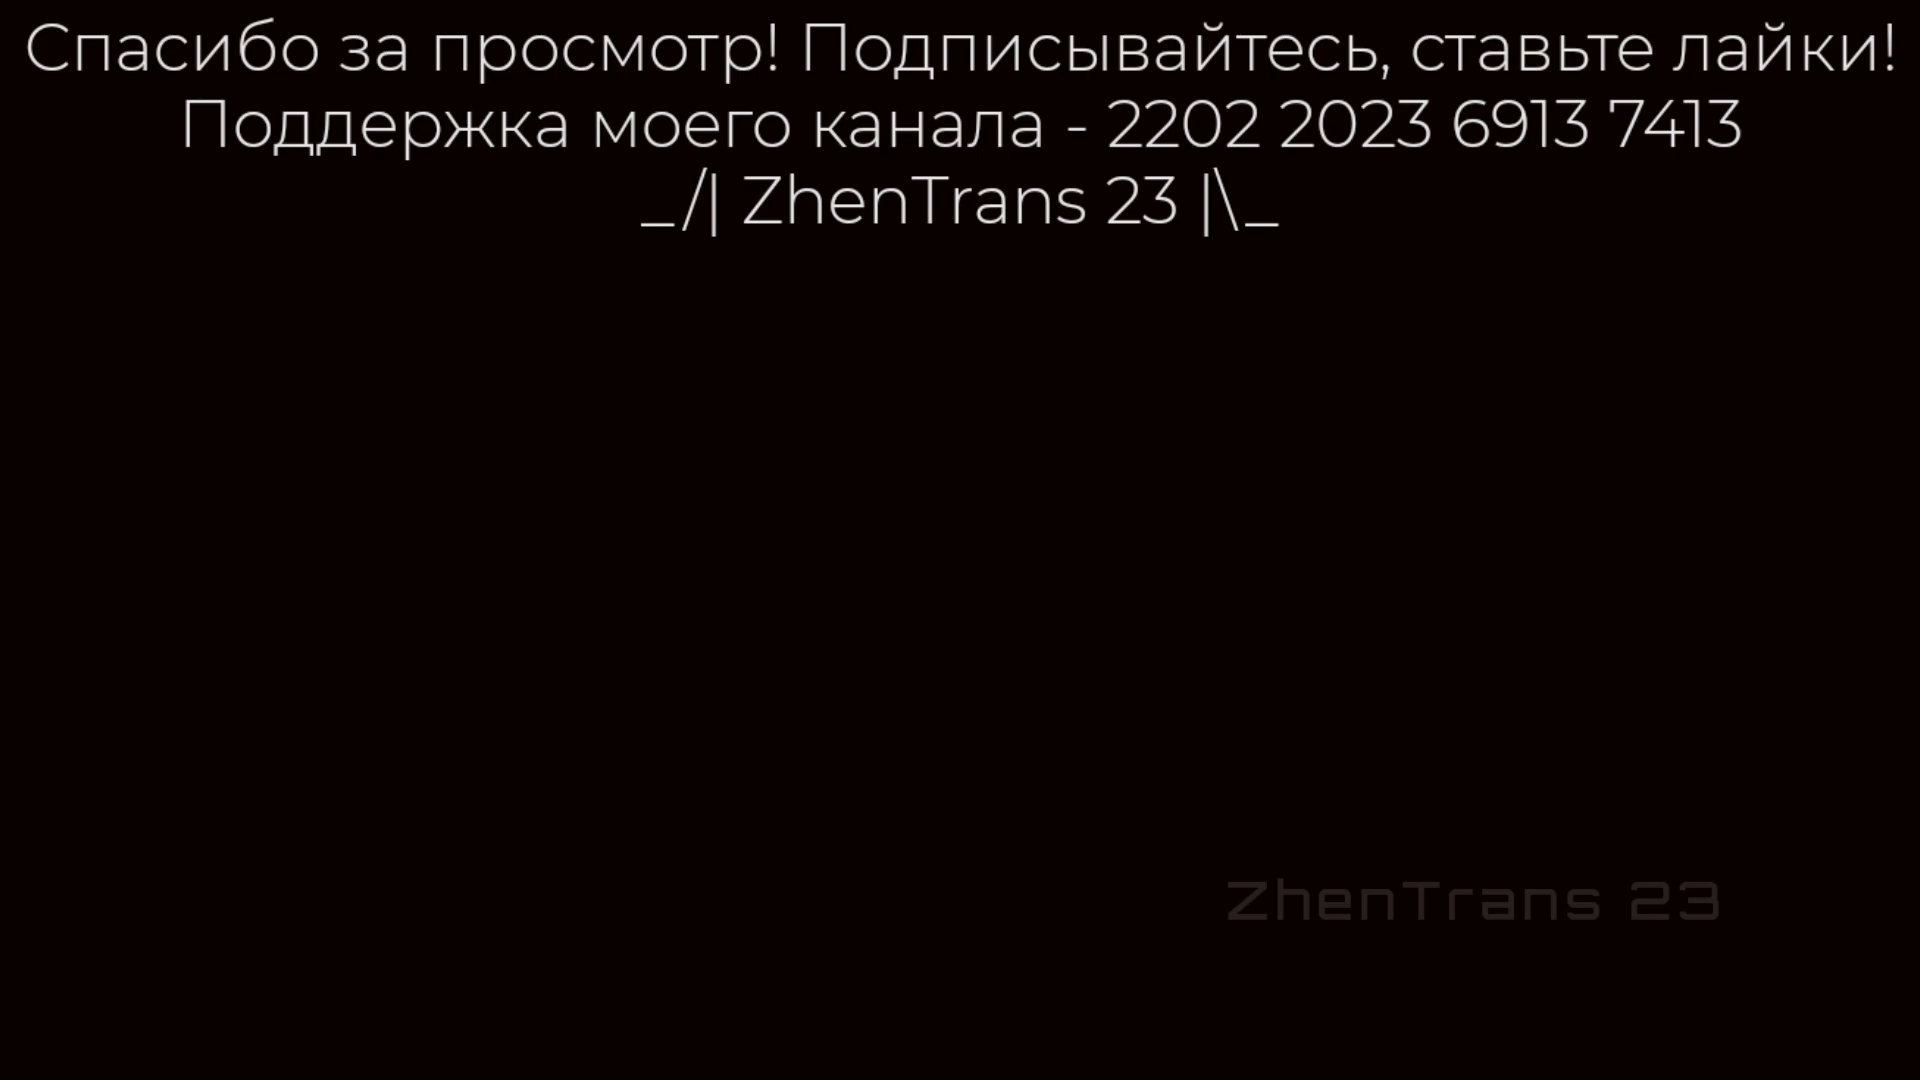 Спасибо за просмотр! Подписывайтесь, ставьте лайки!
Поддержка моего канала - 2202 2023 6913 7413
_/| ZhenTrans 23 |\_
ZhenTrans 23